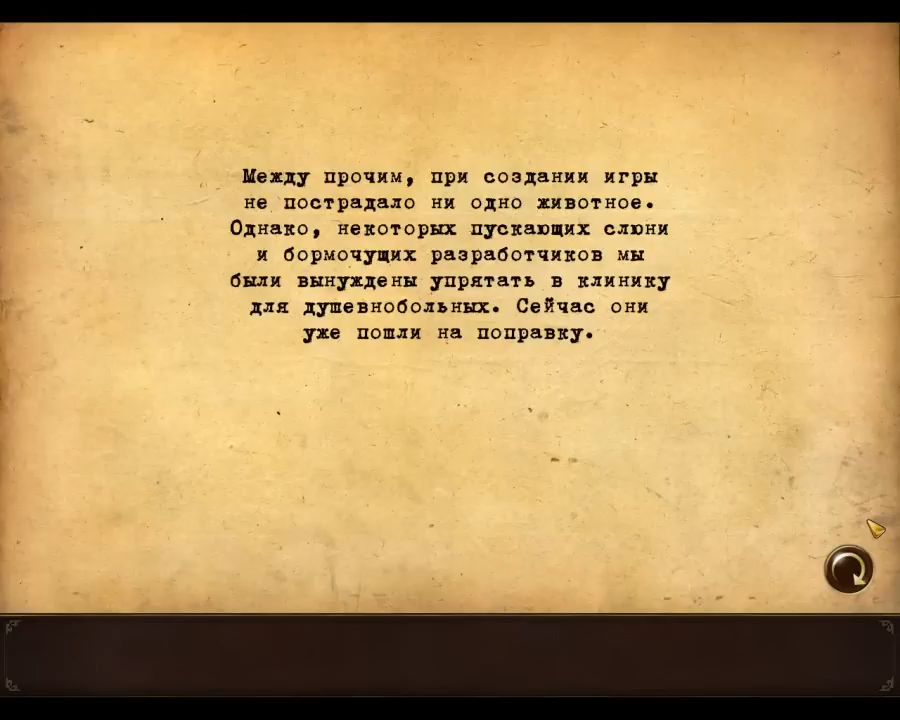 Между прочим, при создании игры
не пострадало ни одно животное.
Однако, некоторых пускающих слюни
и бормочущих разработчиков мы
были вынуждены упрятать в клинику
для душевнобольных. Сейчас они
уже пошли на поправку.